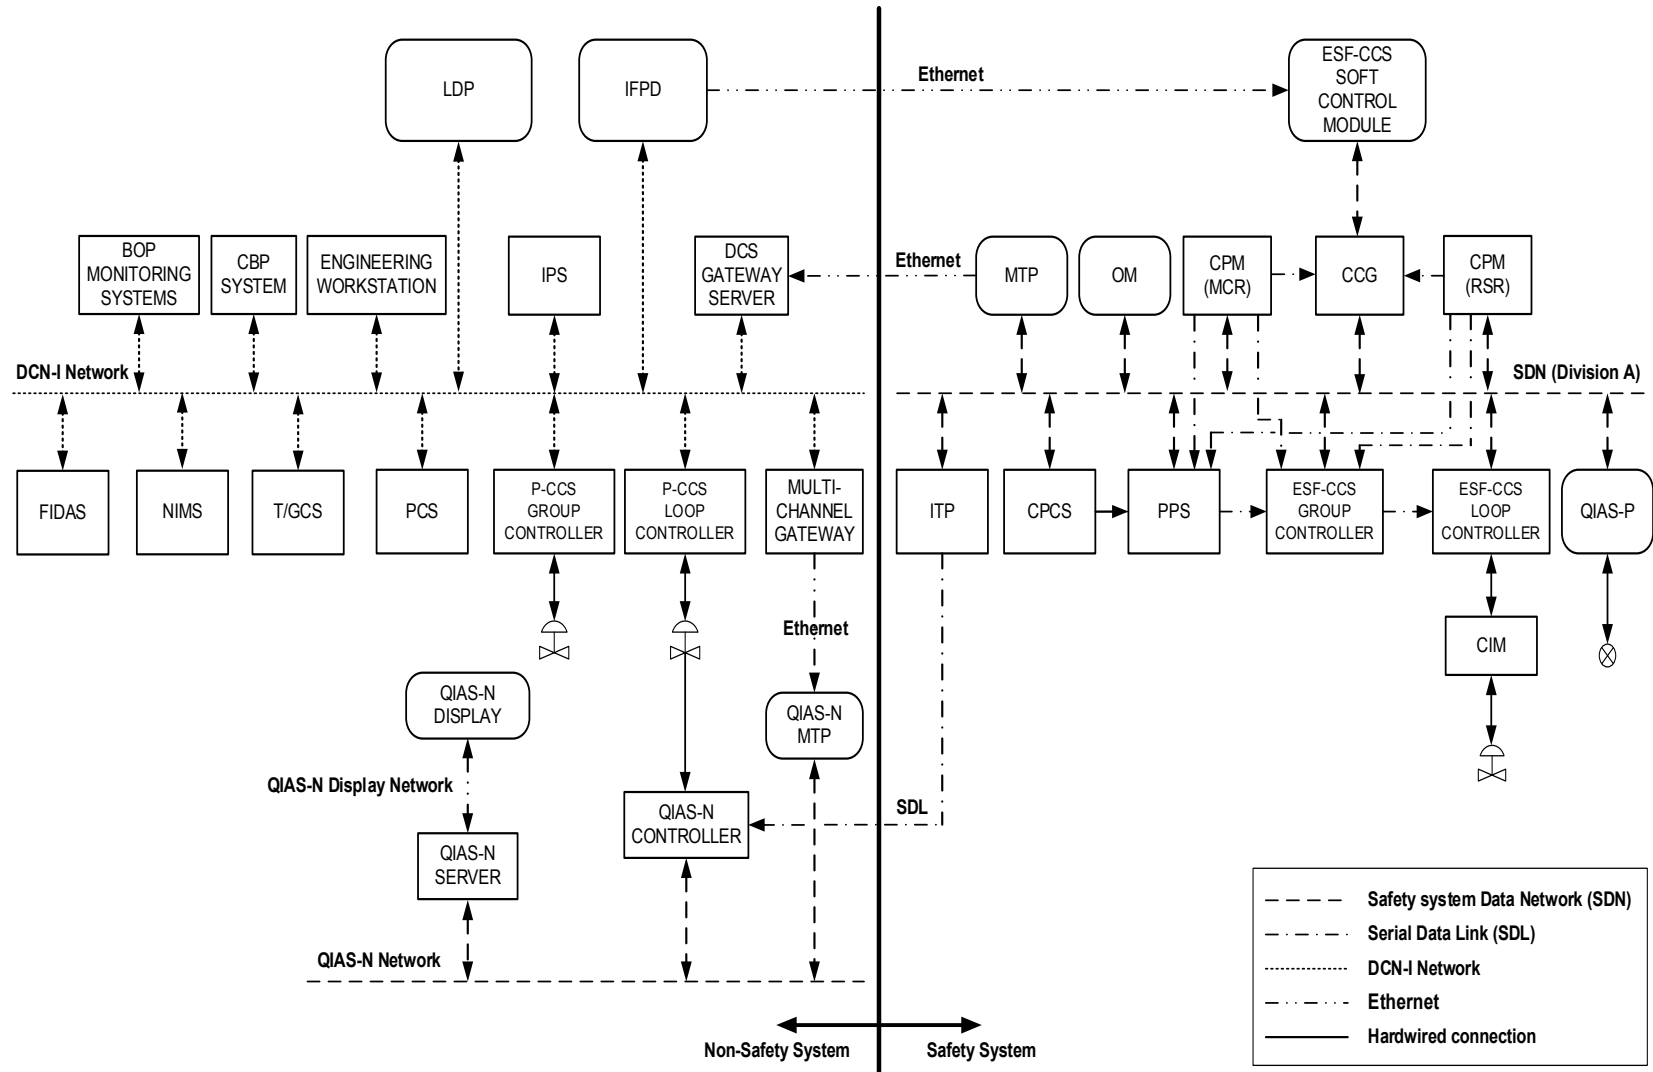 LDP
IFPD
Ethernet
ESF-CCS
SOFT
CONTROL
MODULE
BOP
MONITORING
SYSTEMS
CBP
SYSTEM
ENGINEERING
WORKSTATION
IPS
DCS
GATEWAY
SERVER
Ethernet
MTP
OM
CPM
(MCR)
CCG
CPM
(RSR)
DCN-I Network
SDN (Division A)
FIDAS
NIMS
T/GCS
PCS
P-CCS
GROUP
CONTROLLER
P-CCS
LOOP
CONTROLLER
MULTI-
CHANNEL
GATEWAY
ITP
CPCS
PPS
ESF-CCS
GROUP
CONTROLLER
ESF-CCS
LOOP
CONTROLLER
QIAS-P
Ethernet
CIM
QIAS-N
DISPLAY
QIAS-N
MTP
QIAS-N Display Network
QIAS-N
CONTROLLER
SDL
QIAS-N
SERVER
QIAS-N Network
Safety system Data Network (SDN)
Serial Data Link (SDL)
DCN-I Network
Ethernet
Hardwired connection
Non-Safety System
Safety System